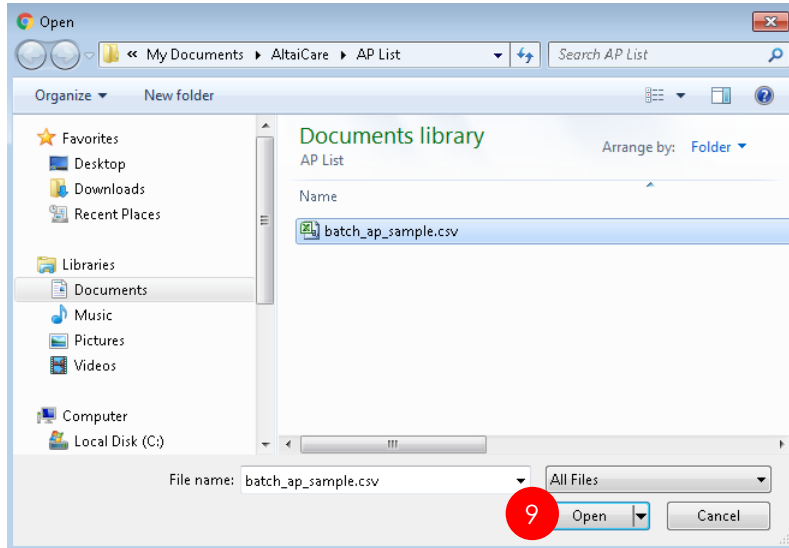 Open
« My Documents ▸ AltaiCare ▸ AP List
Search AP List
Organize
New folder
Favorites
Desktop
Downloads
Recent Places
Libraries
Documents
Music
Pictures
Videos
Computer
Local Disk (C:)
Documents library
AP List
Arrange by: Folder
Name
batch_ap_sample.csv
File name: batch_ap_sample.csv
All Files
9
Open
Cancel